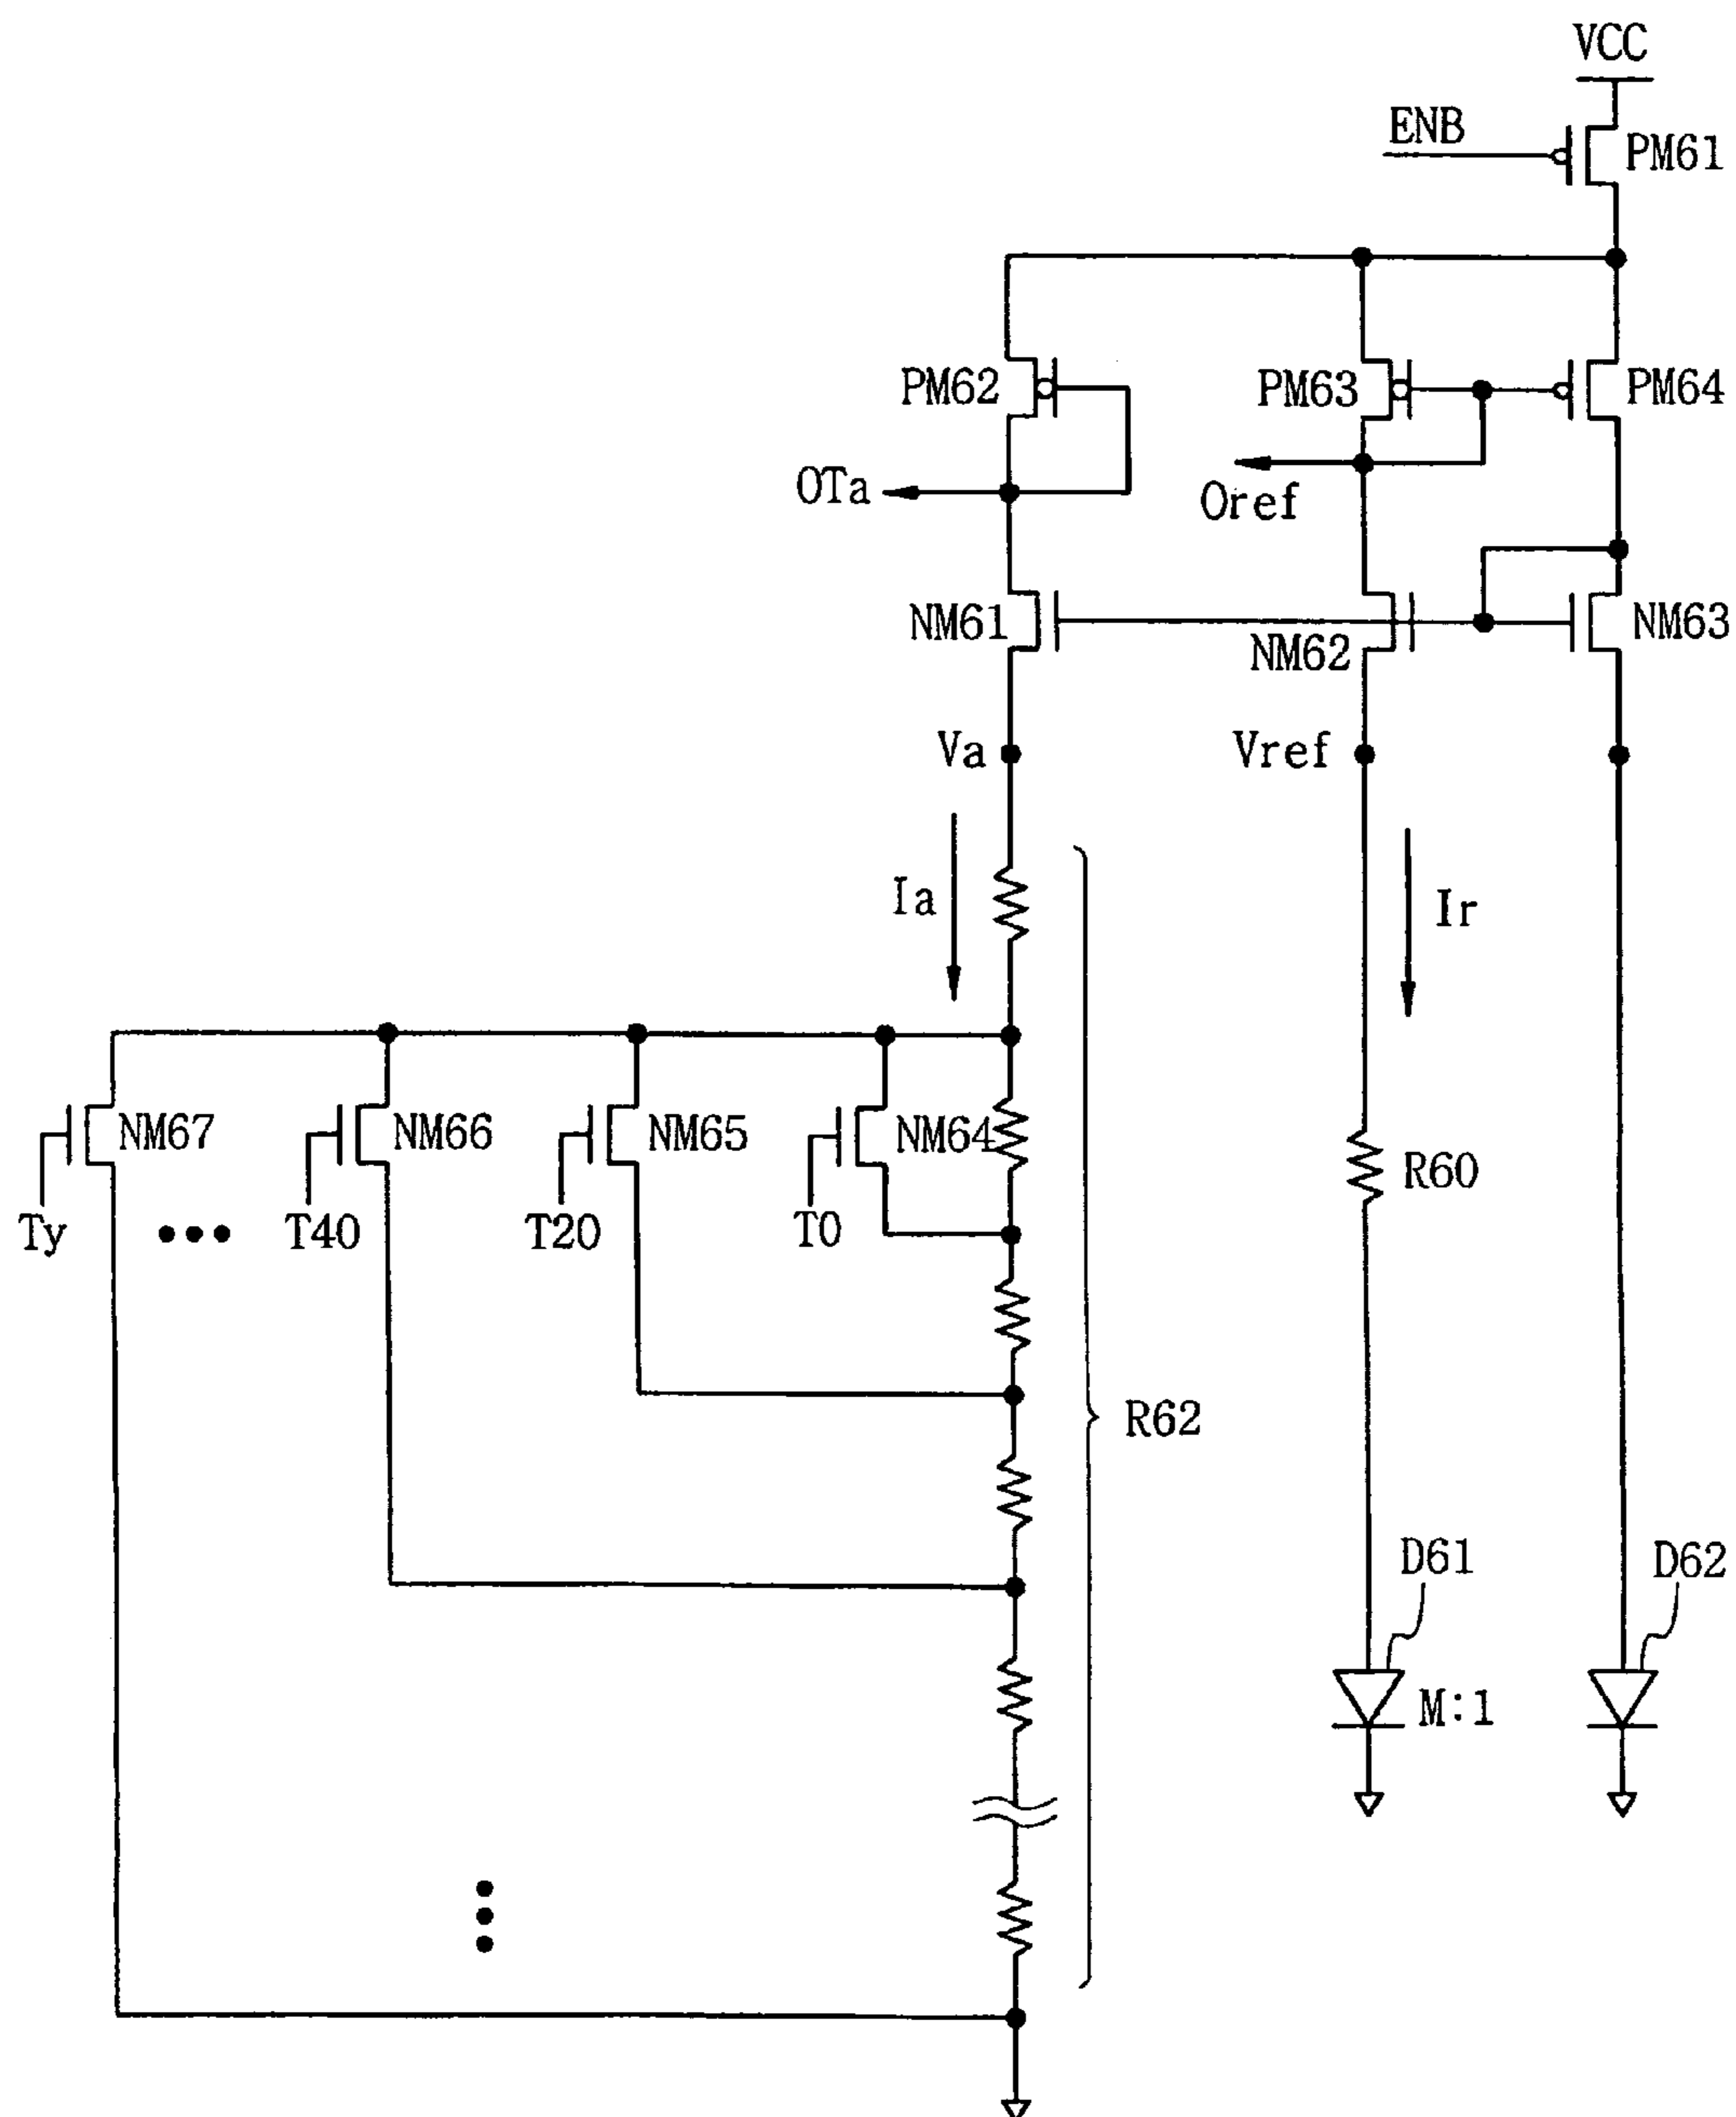 VCC
ENB
PM61
PM62
PM63
PM64
OTa
Oref
NM61
NM62
NM63
Va
Vref
Ia
Ir
NM67
NM66
NM65
NM64
R60
Ty
T40
T20
T0
R62
D61
D62
M:1